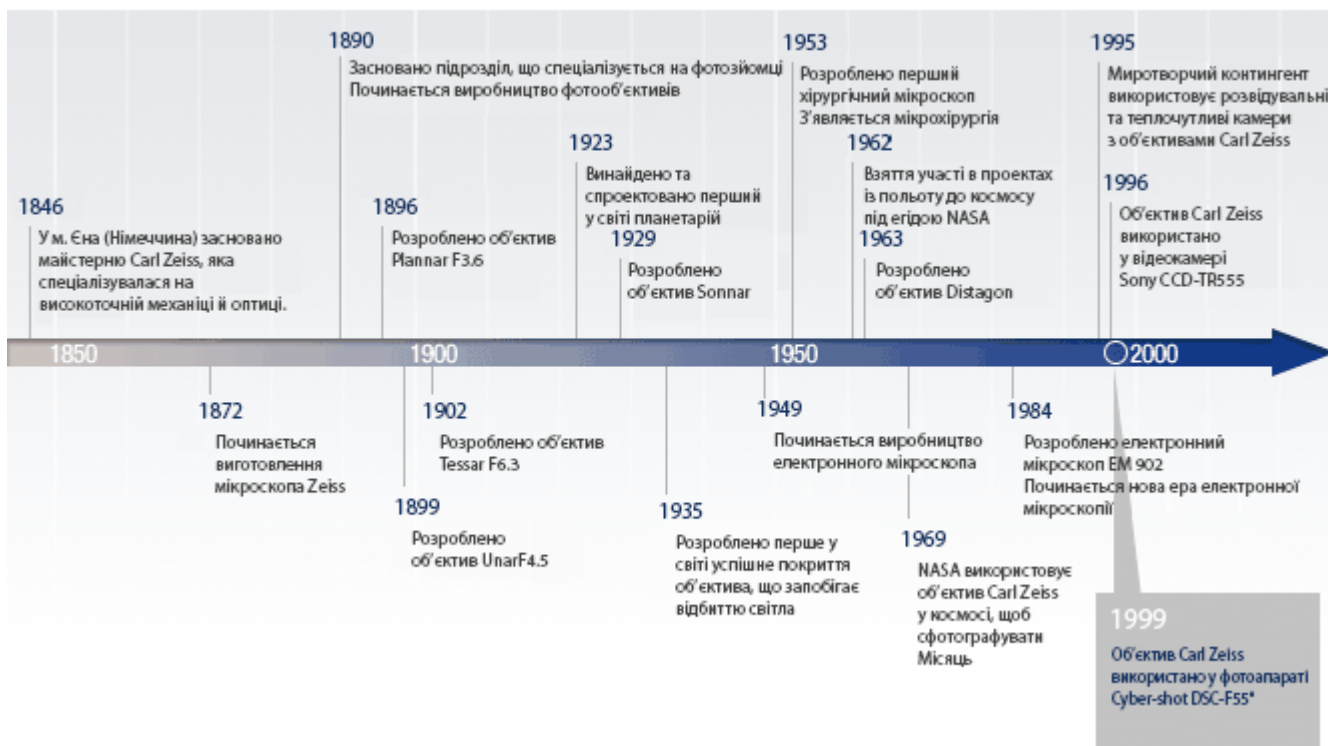 1890
Засновано підрозділ, що спеціалізується на фотозйомці
Починається виробництво фотооб'єктивів
1953
Розроблено перший
хірургічний мікроскоп
З'являється мікрохірургія
1995
Миротворчий контингент
використовує розвідувальні
та теплочутливі камери
з об'єктивами Carl Zeiss
1923
Винайдено та
спроектовано перший
у світі планетарій
1962
Взяття участі в проектах
із польоту до космосу
під егідою NASA
1846
У м. Єна (Німеччина) засновано
майстерню Carl Zeiss, яка
спеціалізувалася на
високоточній механіці й оптиці.
1896
Розроблено об'єктив
Plannar F3.6
1929
Розроблено
об'єктив Sonnar
1963
Розроблено
об'єктив Distagon
1996
Об'єктив Carl Zeiss
використано
у відеокамері
Sony CCD-TR555
1850
1900
1950
2000
1872
Починається
виготовлення
мікроскопа Zeiss
1902
Розроблено об'єктив
Tessar F6.3
1949
Починається виробництво
електронного мікроскопа
1984
Розроблено електронний
мікроскоп EM 902
Починається нова ера електронної
мікроскопії
1899
Розроблено
об'єктив UnarF4.5
1935
Розроблено перше у
світі успішне покриття
об'єктива, що запобігає
відбиттю світла
1969
NASA використовує
об'єктив Carl Zeiss
у космосі, щоб
сфотографувати
Місяць
1999
Об'єктив Carl Zeiss
використано у фотоапараті
Cyber-shot DSC-F55*